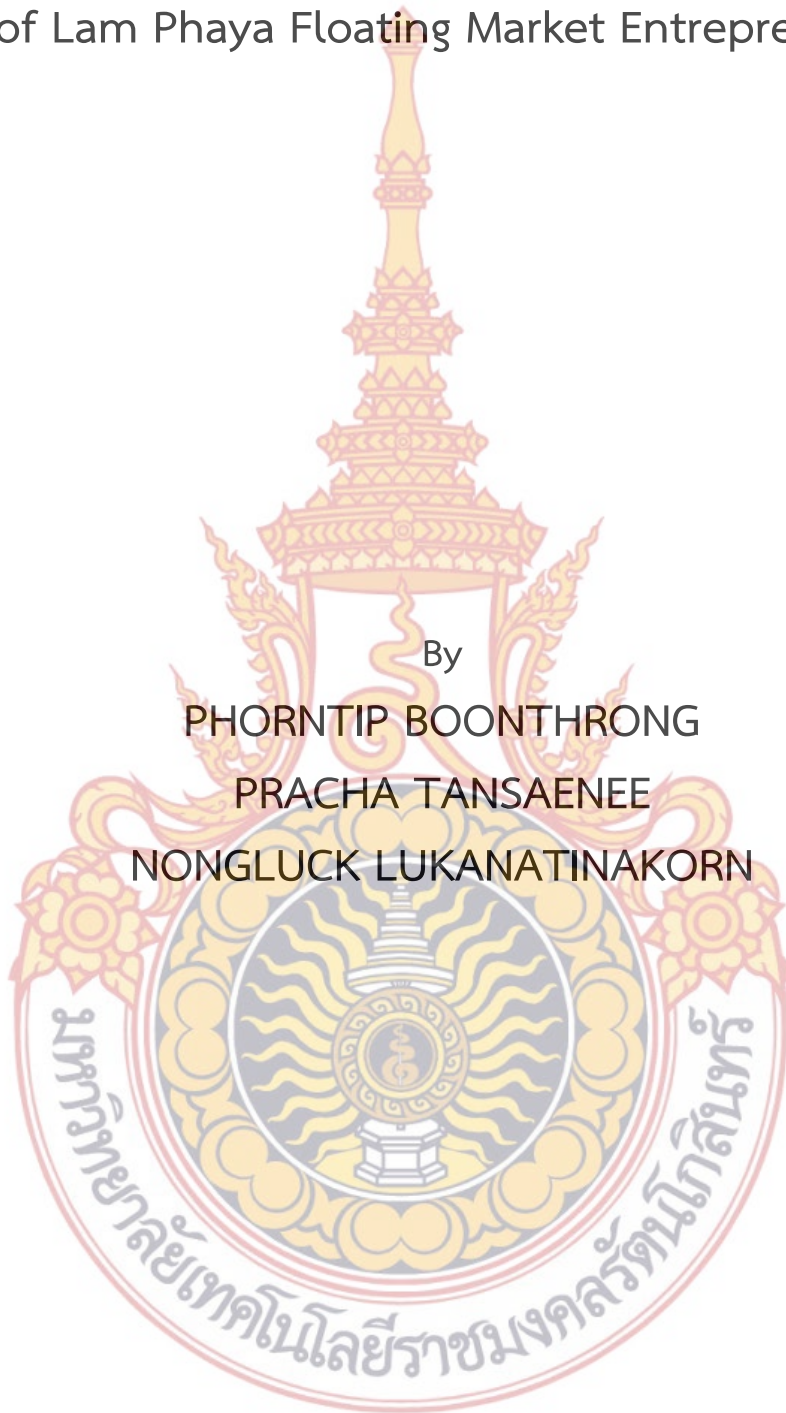 of Lam Phaya Floating Market Entrepre
By
PHORNTIP BOONTHRONG
PRACHA TANSAENEE
NONGLUCK LUKANATINAKORN
มหาวิทยาลัยเทคโนโลยีราชมงคลรัตนโกสินทร์